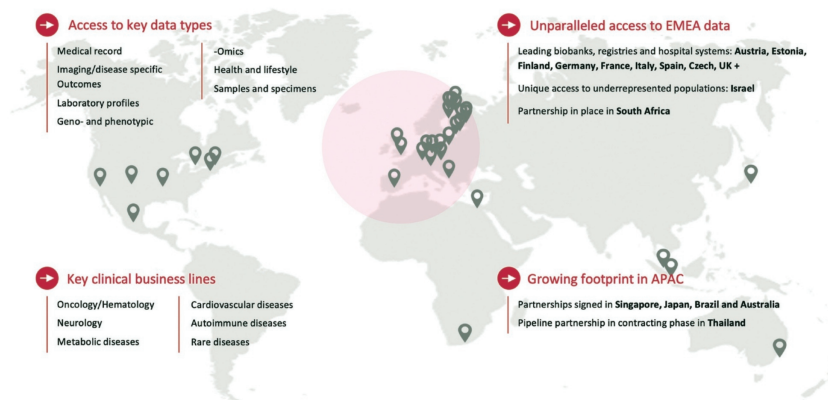 Access to key data types
Medical record
Imaging/disease specific
Outcomes
Laboratory profiles
Geno- and phenotypic
-Omics
Health and lifestyle
Samples and specimens
Unparalleled access to EMEA data
Leading biobanks, registries and hospital systems: Austria, Estonia,
Finland, Germany, France, Italy, Spain, Czech, UK +
Unique access to underrepresented populations: Israel
Partnership in place in South Africa
Key clinical business lines
Oncology/Hematology
Neurology
Metabolic diseases
Cardiovascular diseases
Autoimmune diseases
Rare diseases
Growing footprint in APAC
Partnerships signed in Singapore, Japan, Brazil and Australia
Pipeline partnership in contracting phase in Thailand